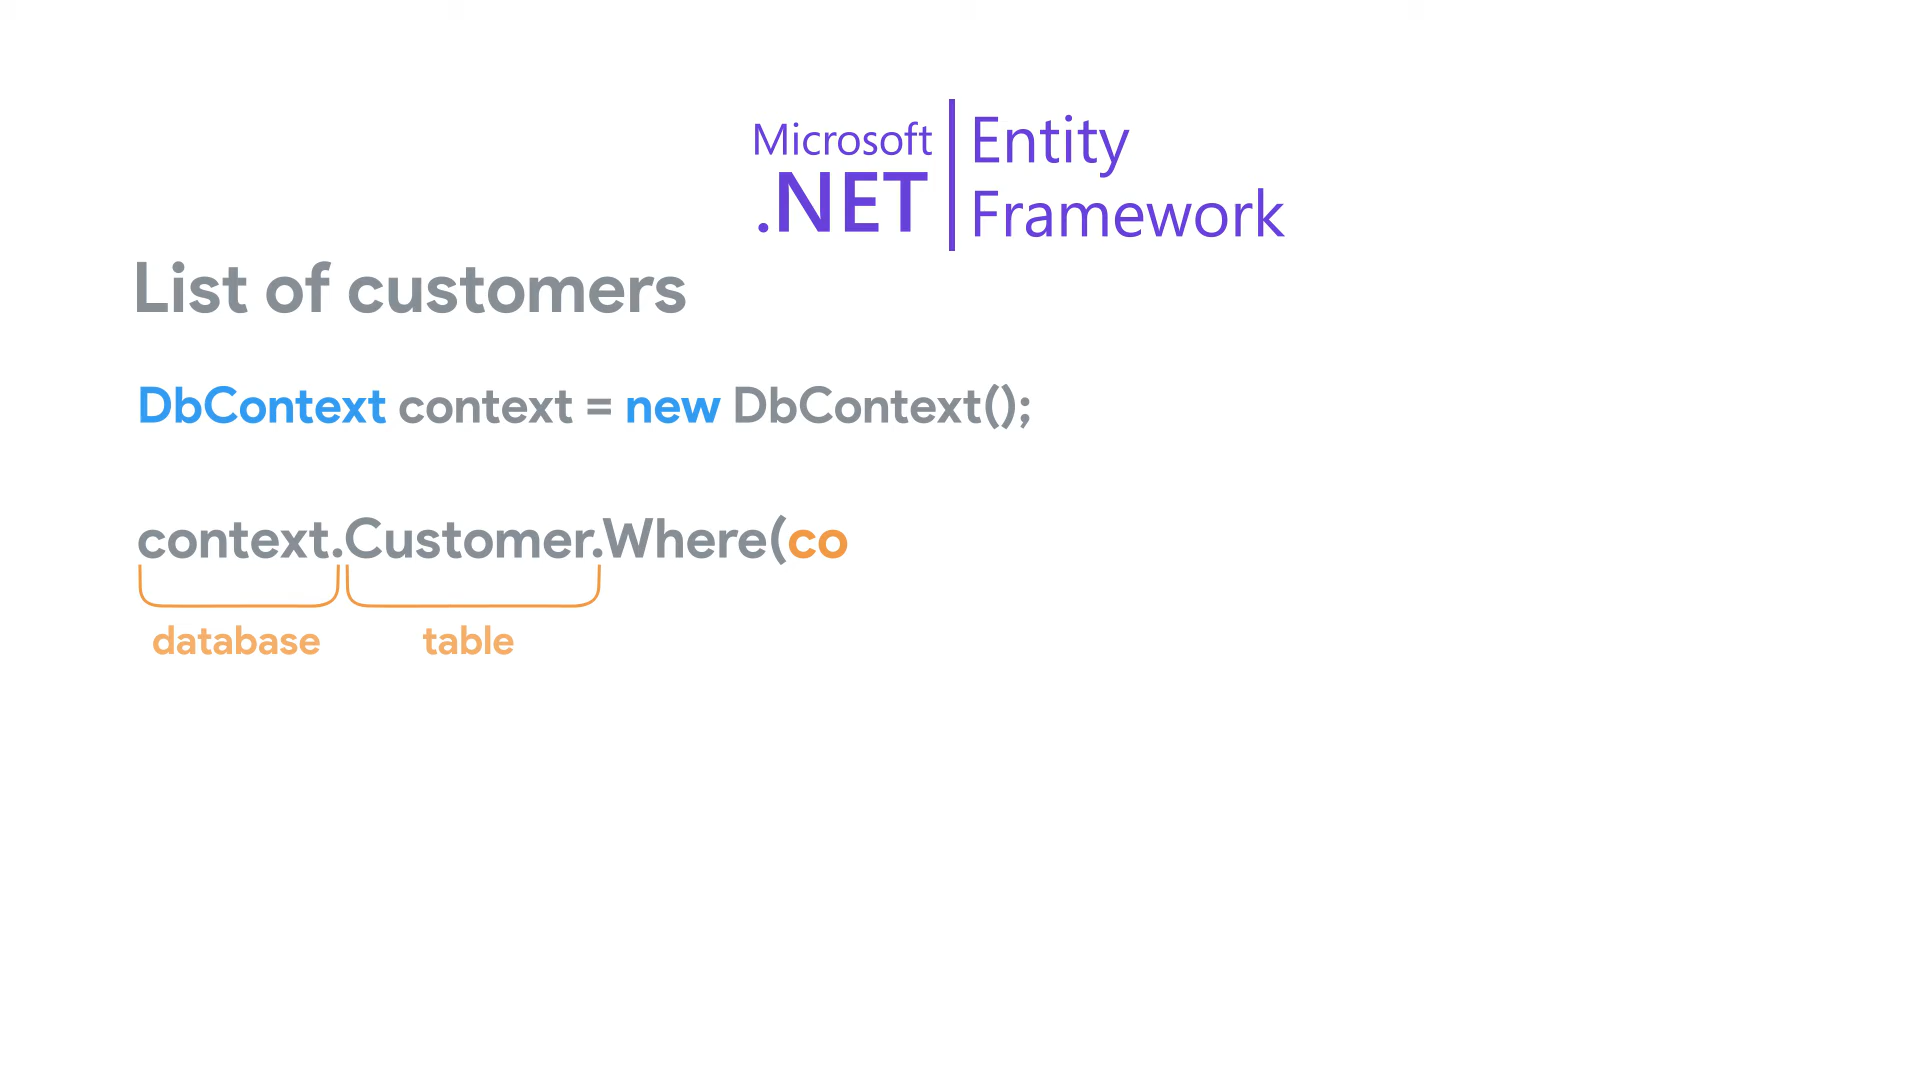 Microsoft
.NET
Entity
Framework
List of customers
DbContext context = new DbContext();
context.Customer.Where(co
database table